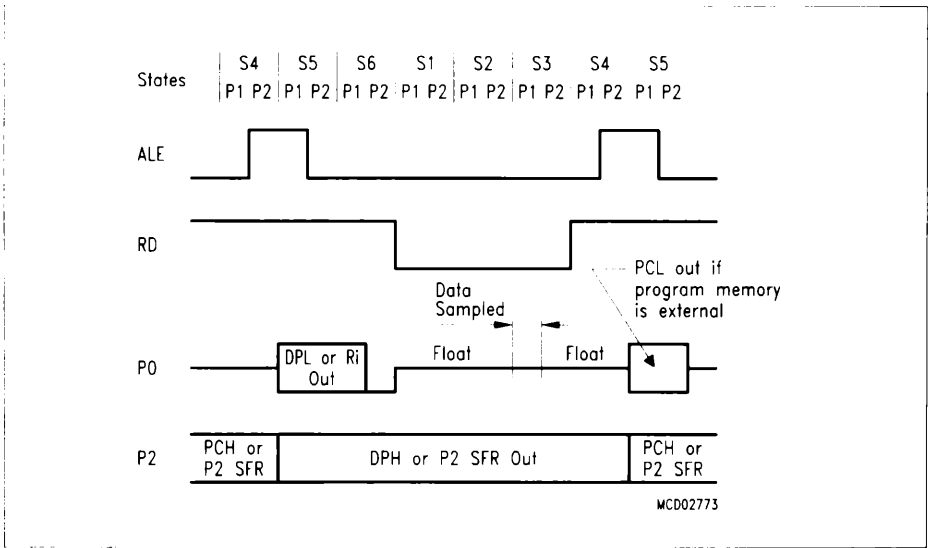 States
S4 S5 S6 S1 S2 S3 S4 S5
P1 P2 P1 P2 P1 P2 P1 P2 P1 P2 P1 P2 P1 P2 P1 P2
ALE
RD
PCL out if
program memory
is external
Data
Sampled
P0
DPL or Ri
Out
Float
Float
P2
PCH or
P2 SFR
DPH or P2 SFR Out
PCH or
P2 SFR
MCD02773